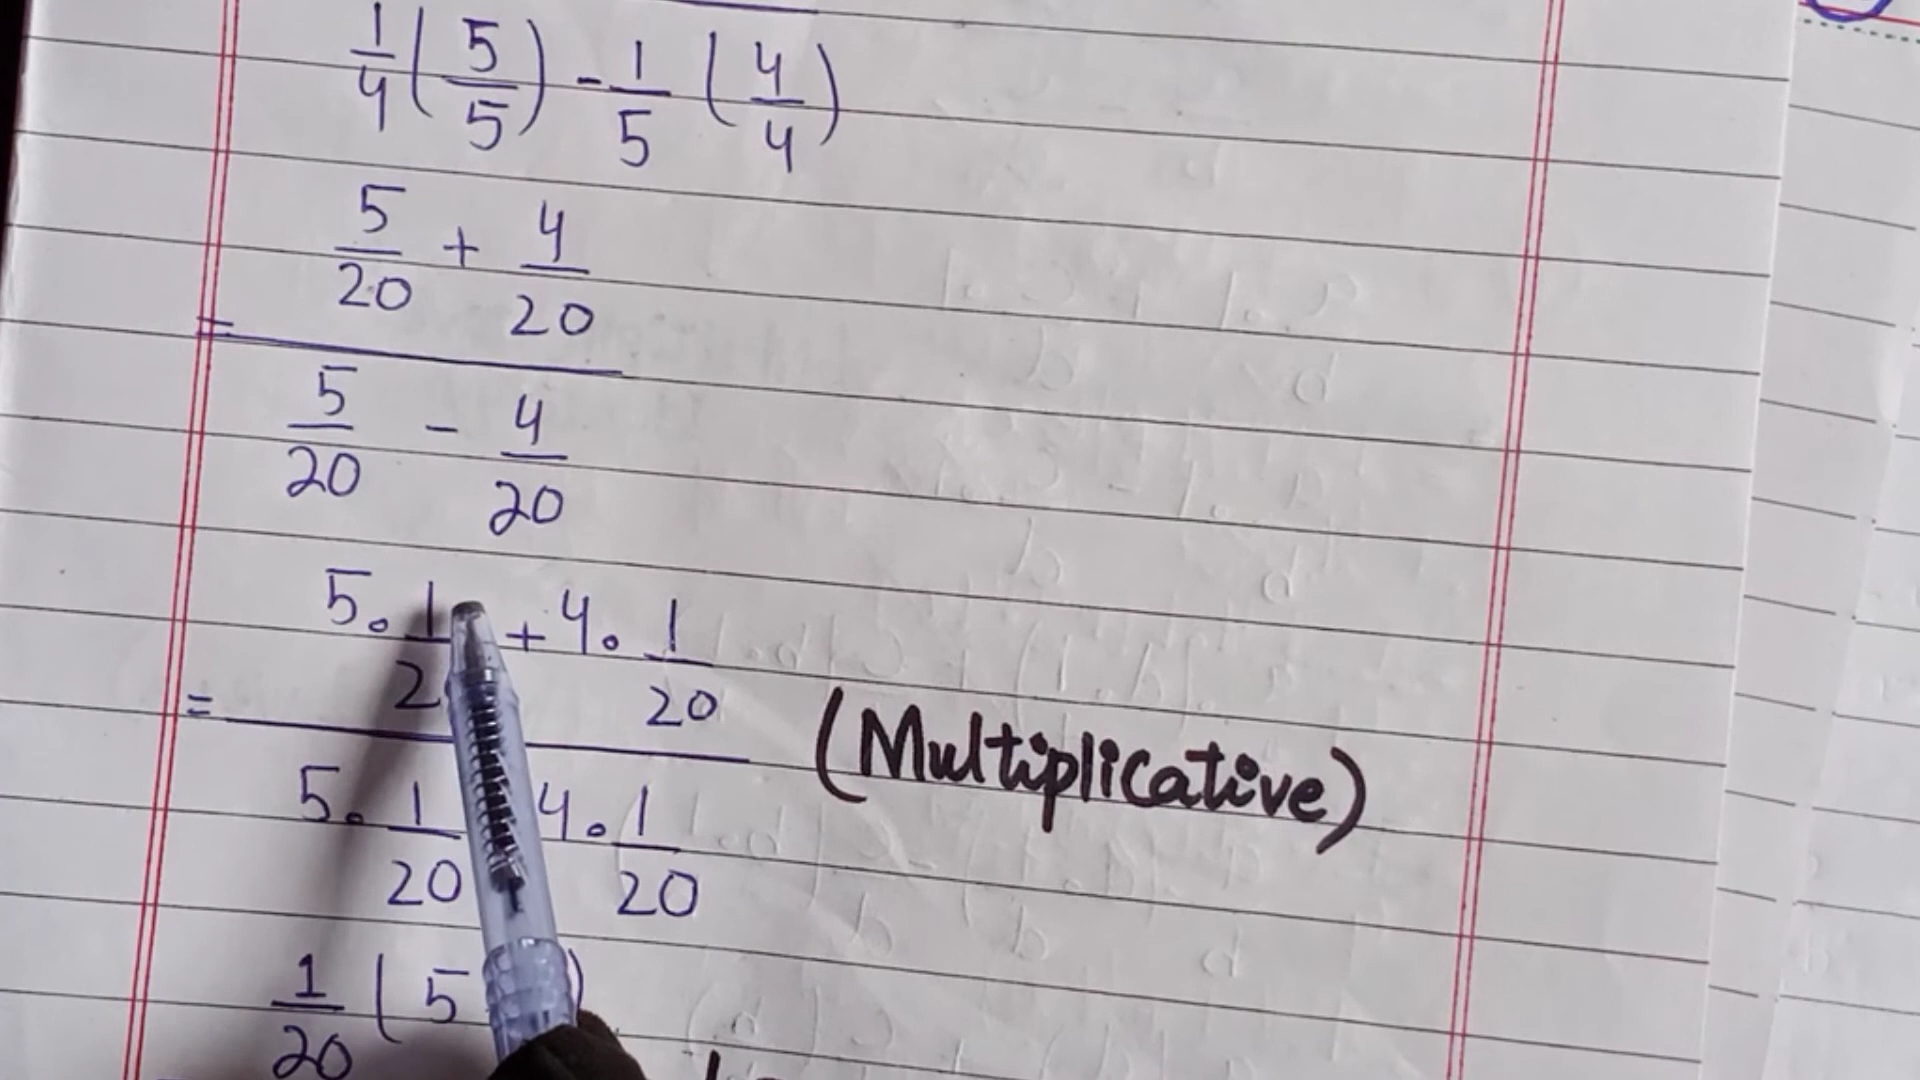 1/4 (5/5) - 1/5 (4/4)
5/20 + 4/20
=
5/20 - 4/20
5 . 1/2 + 4 . 1/20
= (Multiplicative)
5 . 1/20 4 . 1/20
1/20 ( 5 )